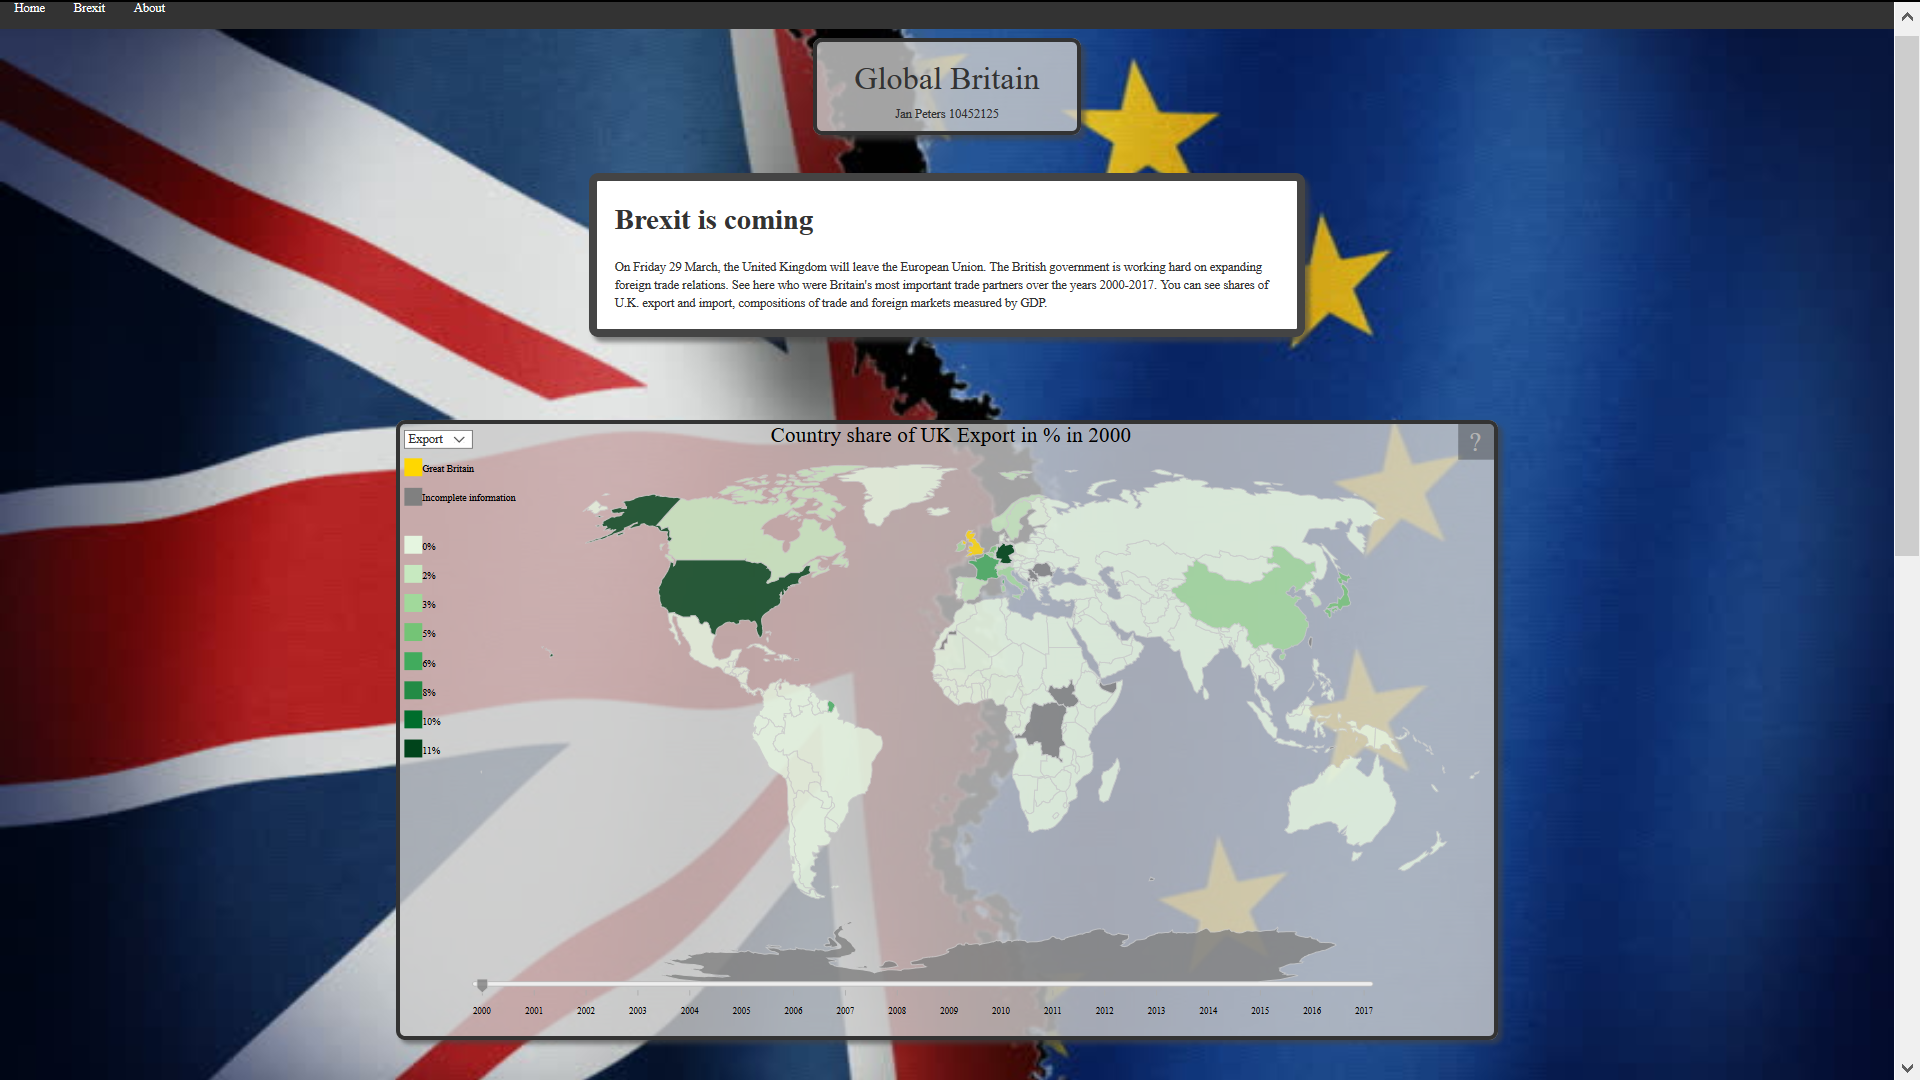 Home Brexit About
Global Britain
Jan Peters 10452125
Brexit is coming
On Friday 29 March, the United Kingdom will leave the European Union. The British government is working hard on expanding
foreign trade relations. See here who were Britain's most important trade partners over the years 2000-2017. You can see shares of
U.K. export and import, compositions of trade and foreign markets measured by GDP.
Export
Country share of UK Export in % in 2000
?
Great Britain
Incomplete information
0%
2%
3%
5%
6%
8%
10%
11%
2000 2001 2002 2003 2004 2005 2006 2007 2008 2009 2010 2011 2012 2013 2014 2015 2016 2017